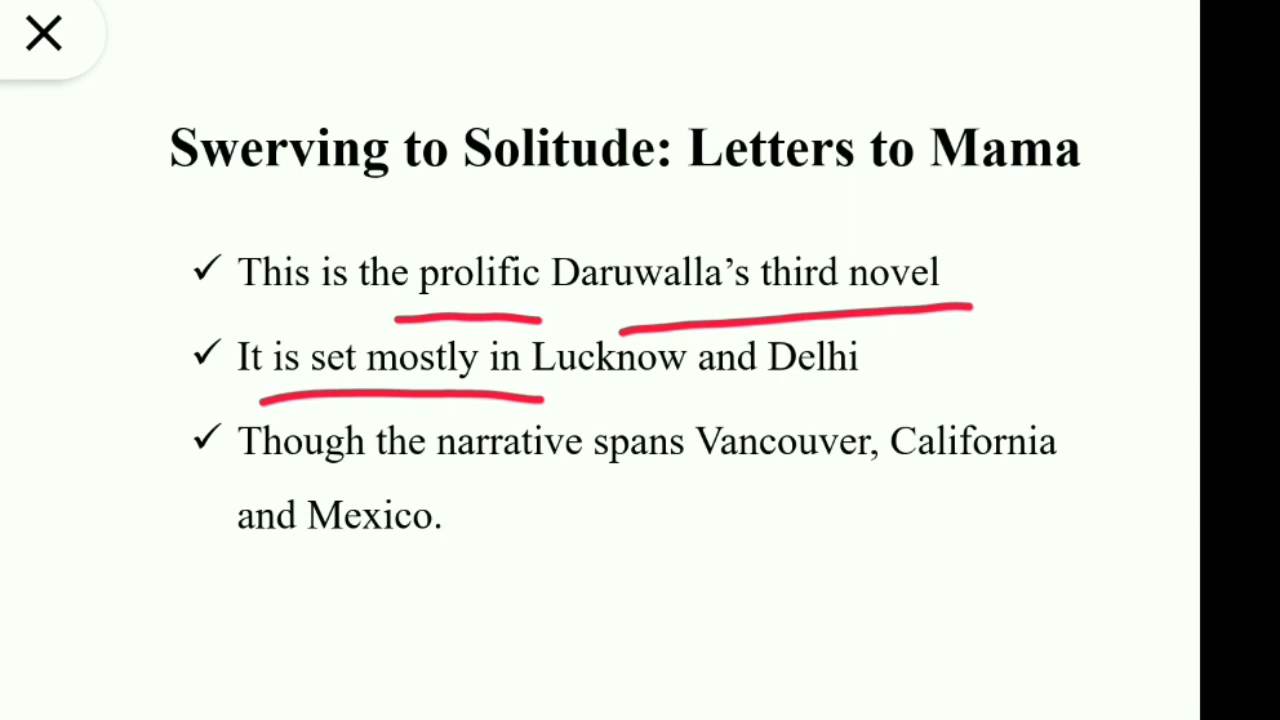 Swerving to Solitude: Letters to Mama
✓ This is the prolific Daruwalla’s third novel
✓ It is set mostly in Lucknow and Delhi
✓ Though the narrative spans Vancouver, California
and Mexico.